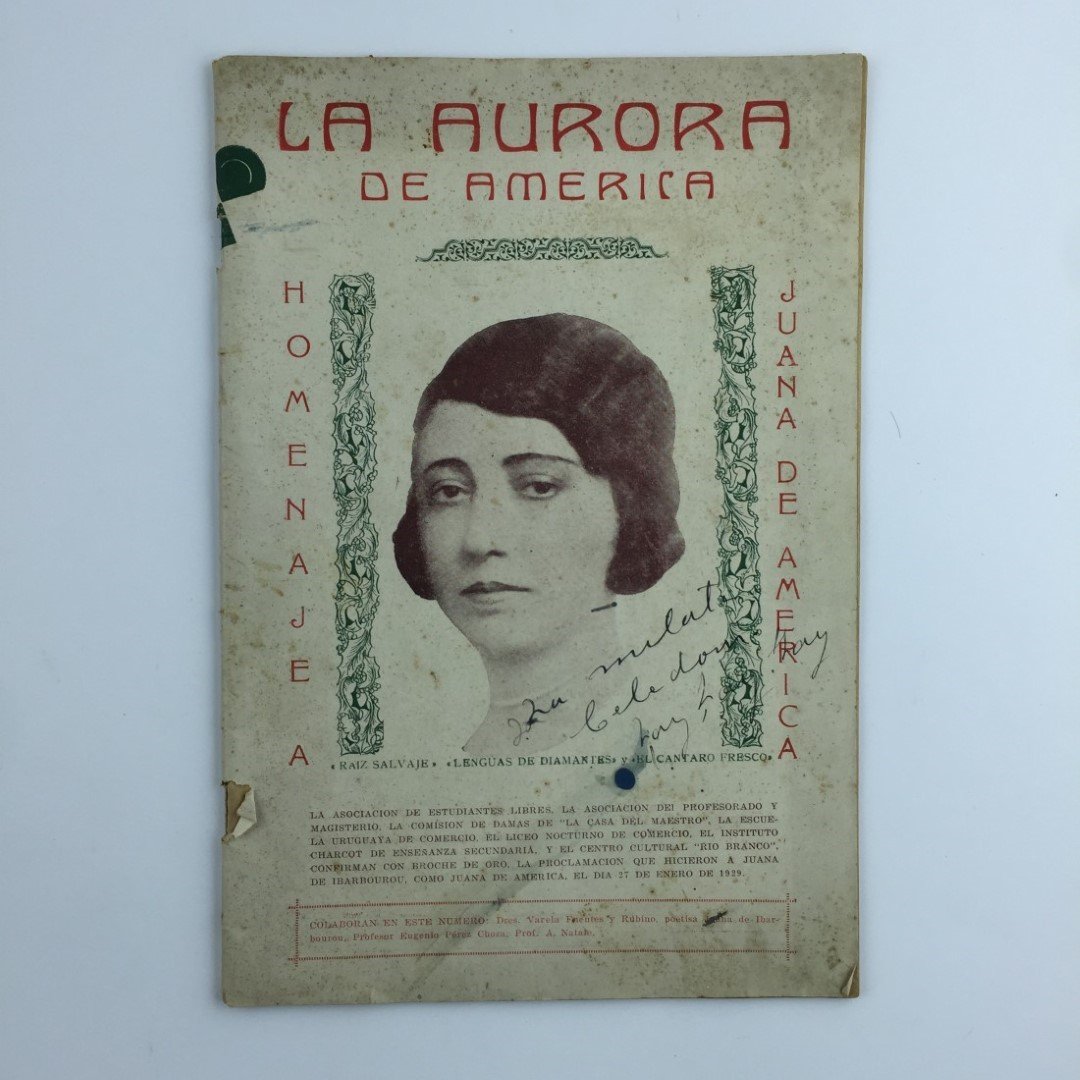 LA AURORA
DE AMERICA
HOMENAJE A
JUANA DE AMERICA
«RAIZ SALVAJE» «LENGUAS DE DIAMANTES» y «EL CANTARO FRESCO»
LA ASOCIACION DE ESTUDIANTES LIBRES, LA ASOCIACION DEI PROFESORADO Y
MAGISTERIO, LA COMISION DE DAMAS DE "LA CASA DEL MAESTRO", LA ESCUE-
LA URUGUAYA DE COMERCIO, EL LICEO NOCTURNO DE COMERCIO, EL INSTITUTO
CHARCOT DE ENSEÑANZA SECUNDARIA, Y EL CENTRO CULTURAL "RIO BRANCO",
CONFIRMAN CON BROCHE DE ORO, LA PROCLAMACION QUE HICIERON A JUANA
DE IBARBOUROU, COMO JUANA DE AMERICA, EL DIA 27 DE ENERO DE 1929.
COLABORAN EN ESTE NUMERO: Dres. Varela Fuentes y Rubino, poetisa Juana de Ibar-
bourou, Profesor Eugenio Pérez Choza, Prof. A. Natale.